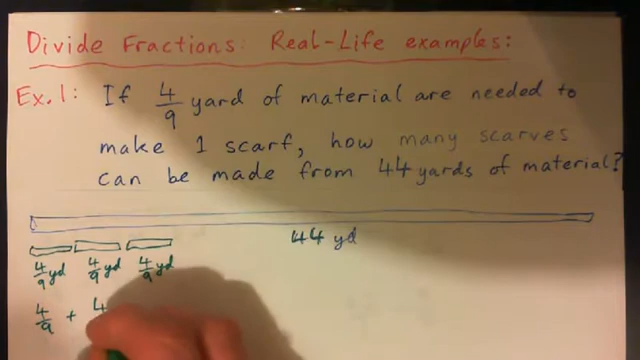 Divide Fractions: Real-Life examples:
Ex.1: If 4/9 yard of material are needed to
make 1 scarf, how many scarves
can be made from 44 yards of material?
44 yd
4/9 yd 4/9 yd 4/9 yd
4/9 + 4